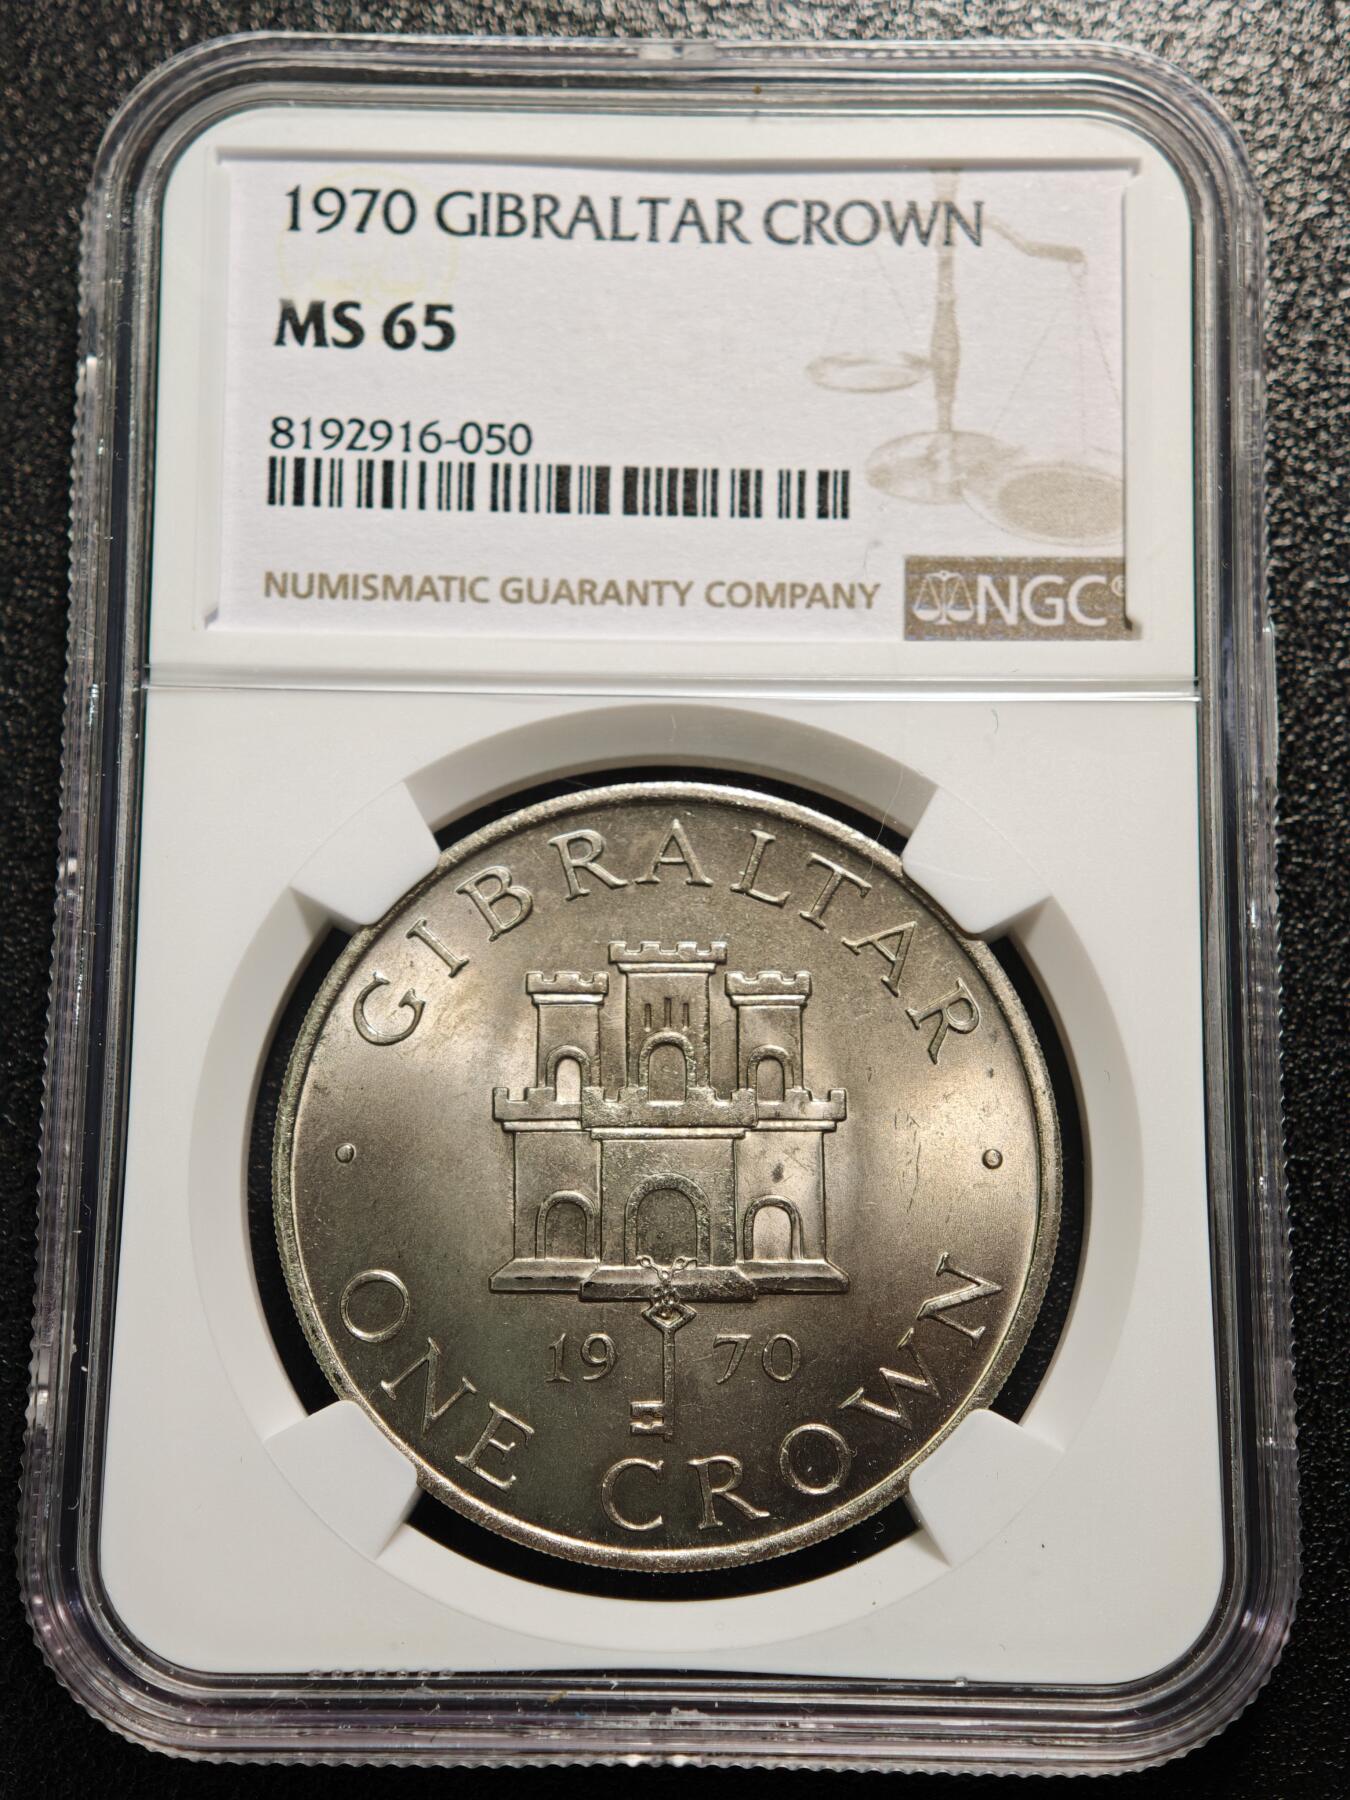 1970 GIBRALTAR CROWN
MS 65
8192916-050
NUMISMATIC GUARANTY COMPANY
NGC®
GIBRALTAR
19 70
· ONE CROWN ·